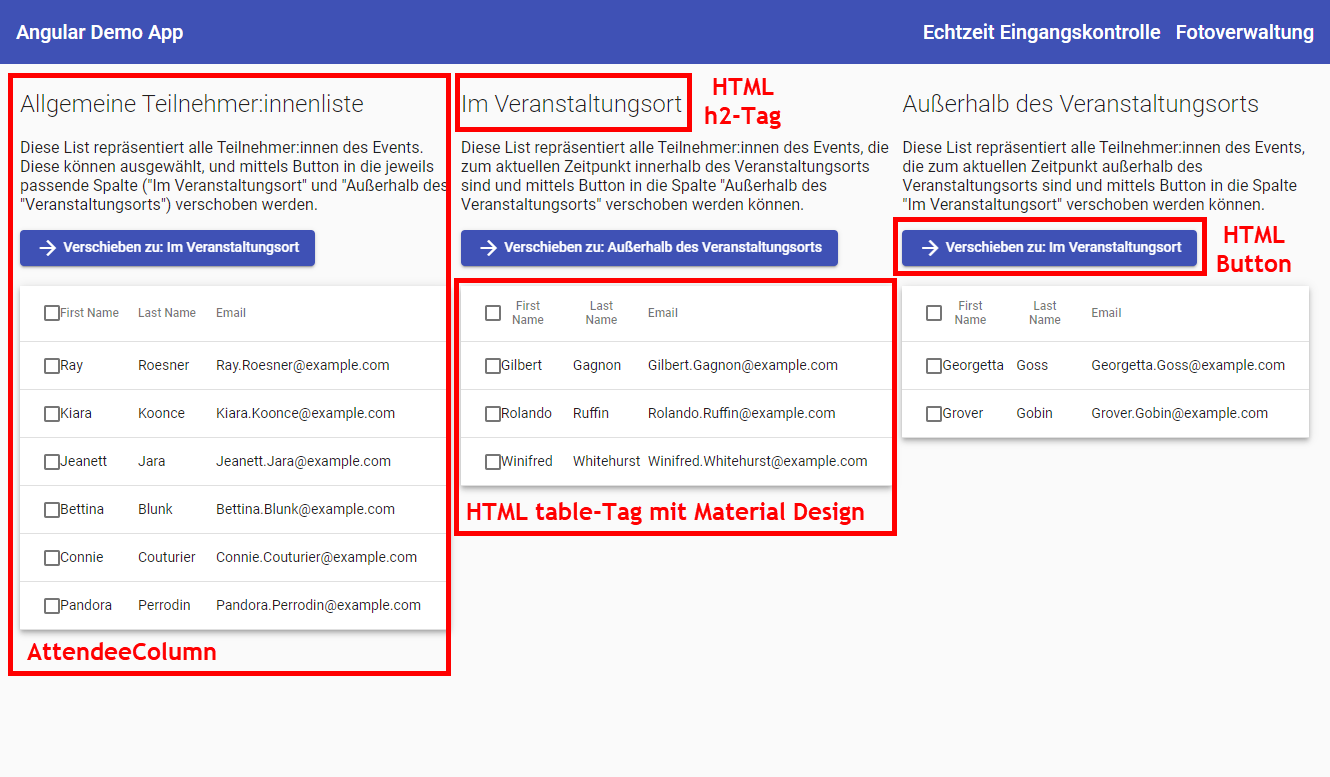 Angular Demo App
Echtzeit Eingangskontrolle Fotoverwaltung
Allgemeine Teilnehmer:innenliste
Diese List repräsentiert alle Teilnehmer:innen des Events.
Diese können ausgewählt, und mittels Button in die jeweils
passende Spalte ("Im Veranstaltungsort" und "Außerhalb des
"Veranstaltungsorts") verschoben werden.
Verschieben zu: Im Veranstaltungsort
First Name Last Name Email
Ray Roesner Ray.Roesner@example.com
Kiara Koonce Kiara.Koonce@example.com
Jeanett Jara Jeanett.Jara@example.com
Bettina Blunk Bettina.Blunk@example.com
Connie Couturier Connie.Couturier@example.com
Pandora Perrodin Pandora.Perrodin@example.com
AttendeeColumn
Im Veranstaltungsort
HTML
h2-Tag
Diese List repräsentiert alle Teilnehmer:innen des Events, die
zum aktuellen Zeitpunkt innerhalb des Veranstaltungsorts
sind und mittels Button in die Spalte "Außerhalb des
Veranstaltungsorts" verschoben werden können.
Verschieben zu: Außerhalb des Veranstaltungsorts
First Name Last Name Email
Gilbert Gagnon Gilbert.Gagnon@example.com
Rolando Ruffin Rolando.Ruffin@example.com
Winifred Whitehurst Winifred.Whitehurst@example.com
HTML table-Tag mit Material Design
Außerhalb des Veranstaltungsorts
Diese List repräsentiert alle Teilnehmer:innen des Events,
die zum aktuellen Zeitpunkt außerhalb des
Veranstaltungsorts sind und mittels Button in die Spalte
"Im Veranstaltungsort" verschoben werden können.
Verschieben zu: Im Veranstaltungsort
HTML
Button
First Name Last Name Email
Georgetta Goss Georgetta.Goss@example.com
Grover Gobin Grover.Gobin@example.com